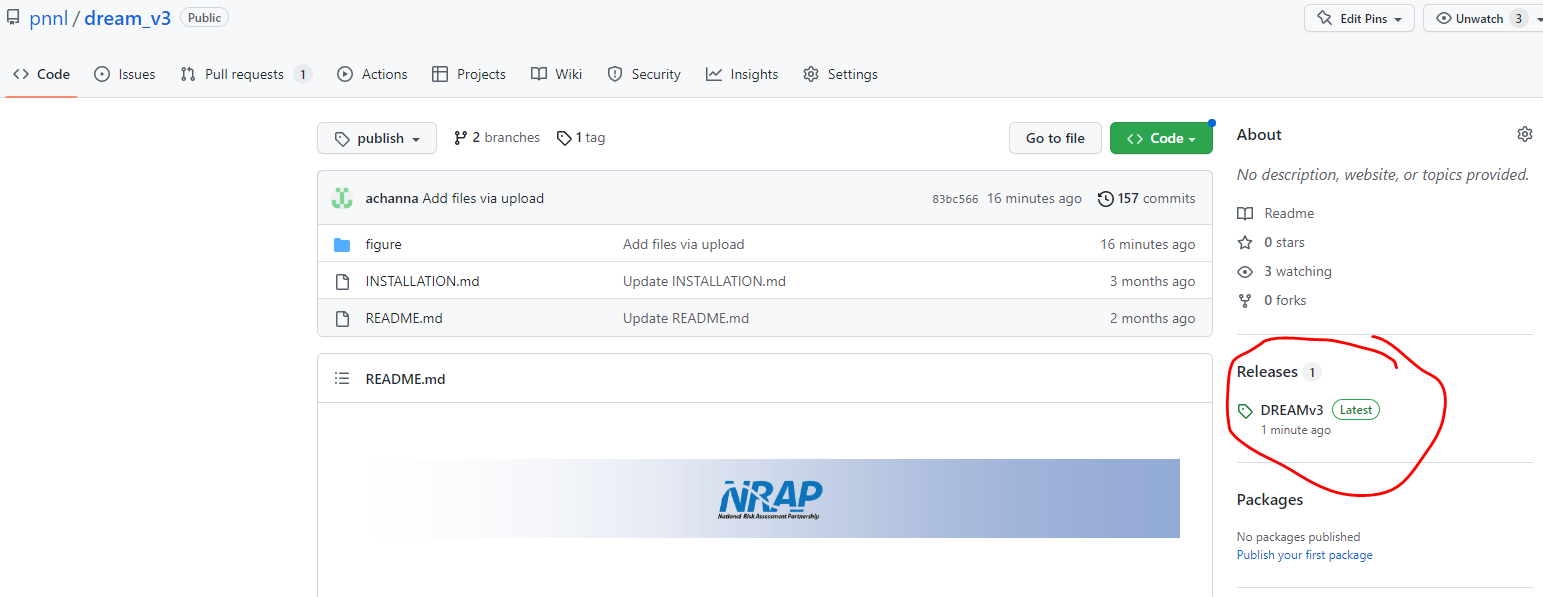 pnnl / dream_v3 Public
Edit Pins
Unwatch 3
Code
Issues
Pull requests 1
Actions
Projects
Wiki
Security
Insights
Settings
publish
2 branches
1 tag
Go to file
Code
achanna Add files via upload 83bc566 16 minutes ago 157 commits
figure Add files via upload 16 minutes ago
INSTALLATION.md Update INSTALLATION.md 3 months ago
README.md Update README.md 2 months ago
README.md
NRAP
National Risk Assessment Partnership
About
No description, website, or topics provided.
Readme
0 stars
3 watching
0 forks
Releases 1
DREAMv3 Latest
1 minute ago
Packages
No packages published
Publish your first package